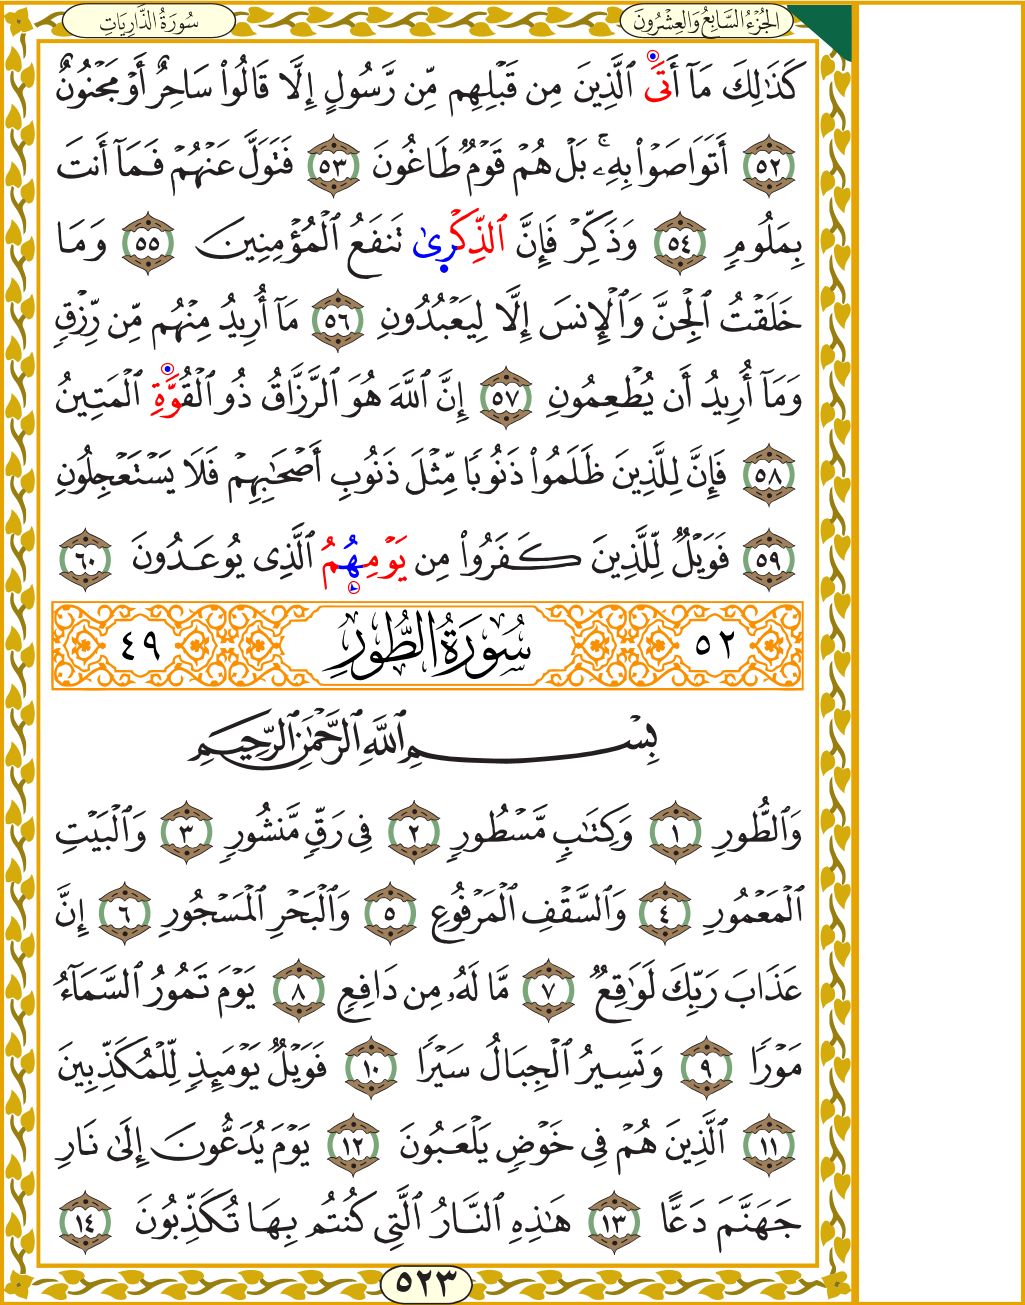 الجُزْءُ السَّابِعُ وَالعِشْرُونَ
سُورَةُ الذَّارِيَاتِ
كَذَٰلِكَ مَآ أَتَى ٱلَّذِينَ مِن قَبْلِهِم مِّن رَّسُولٍ إِلَّا قَالُوا۟ سَاحِرٌ أَوْ مَجْنُونٌ
٥٢ أَتَوَاصَوْا۟ بِهِۦ ۚ بَلْ هُمْ قَوْمٌ طَاغُونَ ٥٣ فَتَوَلَّ عَنْهُمْ فَمَآ أَنتَ
بِمَلُومٍ ٥٤ وَذَكِّرْ فَإِنَّ ٱلذِّكْرَىٰ تَنفَعُ ٱلْمُؤْمِنِينَ ٥٥ وَمَا
خَلَقْتُ ٱلْجِنَّ وَٱلْإِنسَ إِلَّا لِيَعْبُدُونِ ٥٦ مَآ أُرِيدُ مِنْهُم مِّن رِّزْقٍ
وَمَآ أُرِيدُ أَن يُطْعِمُونِ ٥٧ إِنَّ ٱللَّهَ هُوَ ٱلرَّزَّاقُ ذُو ٱلْقُوَّةِ ٱلْمَتِينُ
٥٨ فَإِنَّ لِلَّذِينَ ظَلَمُوا۟ ذَنُوبًا مِّثْلَ ذَنُوبِ أَصْحَٰبِهِمْ فَلَا يَسْتَعْجِلُونِ
٥٩ فَوَيْلٌ لِّلَّذِينَ كَفَرُوا۟ مِن يَوْمِهِمُ ٱلَّذِى يُوعَدُونَ ٦٠
٥٢ سُورَةُ الطُّورِ ٤٩
بِسْمِ ٱللَّهِ ٱلرَّحْمَٰنِ ٱلرَّحِيمِ
وَٱلطُّورِ ١ وَكِتَٰبٍ مَّسْطُورٍ ٢ فِى رَقٍّ مَّنشُورٍ ٣ وَٱلْبَيْتِ
ٱلْمَعْمُورِ ٤ وَٱلسَّقْفِ ٱلْمَرْفُوعِ ٥ وَٱلْبَحْرِ ٱلْمَسْجُورِ ٦ إِنَّ
عَذَابَ رَبِّكَ لَوَٰقِعٌ ٧ مَّا لَهُۥ مِن دَافِعٍ ٨ يَوْمَ تَمُورُ ٱلسَّمَآءُ
مَوْرًا ٩ وَتَسِيرُ ٱلْجِبَالُ سَيْرًا ١٠ فَوَيْلٌ يَوْمَئِذٍ لِّلْمُكَذِّبِينَ
١١ ٱلَّذِينَ هُمْ فِى خَوْضٍ يَلْعَبُونَ ١٢ يَوْمَ يُدَعُّونَ إِلَىٰ نَارِ
جَهَنَّمَ دَعًّا ١٣ هَٰذِهِ ٱلنَّارُ ٱلَّتِى كُنتُم بِهَا تُكَذِّبُونَ ١٤
٥٢٣